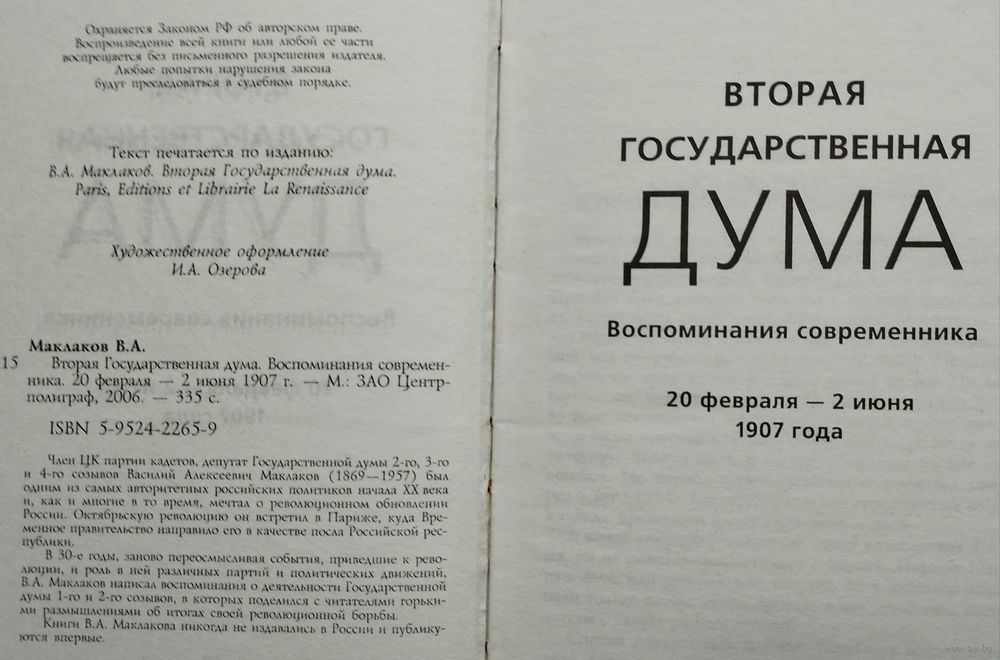 Охраняется Законом РФ об авторском праве.
Воспроизведение всей книги или любой ее части
воспрещается без письменного разрешения издателя.
Любые попытки нарушения закона
будут преследоваться в судебном порядке.
Текст печатается по изданию:
В.А. Маклаков. Вторая Государственная дума.
Paris, Editions et Librairie La Renaissance
Художественное оформление
И.А. Озерова
Маклаков В.А.
15 Вторая Государственная дума. Воспоминания современ-
ника. 20 февраля — 2 июня 1907 г. — М.: ЗАО Центр-
полиграф, 2006. — 335 с.
ISBN 5-9524-2265-9
Член ЦК партии кадетов, депутат Государственной думы 2-го, 3-го
и 4-го созывов Василий Алексеевич Маклаков (1869—1957) был
одним из самых авторитетных российских политиков начала XX века
и, как и многие в то время, мечтал о революционном обновлении
России. Октябрьскую революцию он встретил в Париже, куда Вре-
менное правительство направило его в качестве посла Российской рес-
публики.
В 30-е годы, заново переосмысливая события, приведшие к рево-
люции, и роль в ней различных партий и политических движений,
В.А. Маклаков написал воспоминания о деятельности Государственной
думы 1-го и 2-го созывов, в которых поделился с читателями горьки-
ми размышлениями об итогах своей революционной борьбы.
Книги В.А. Маклакова никогда не издавались в России и публику-
ются впервые.
ВТОРАЯ
ГОСУДАРСТВЕННАЯ
ДУМА
Воспоминания современника
20 февраля — 2 июня
1907 года
www.ay.by